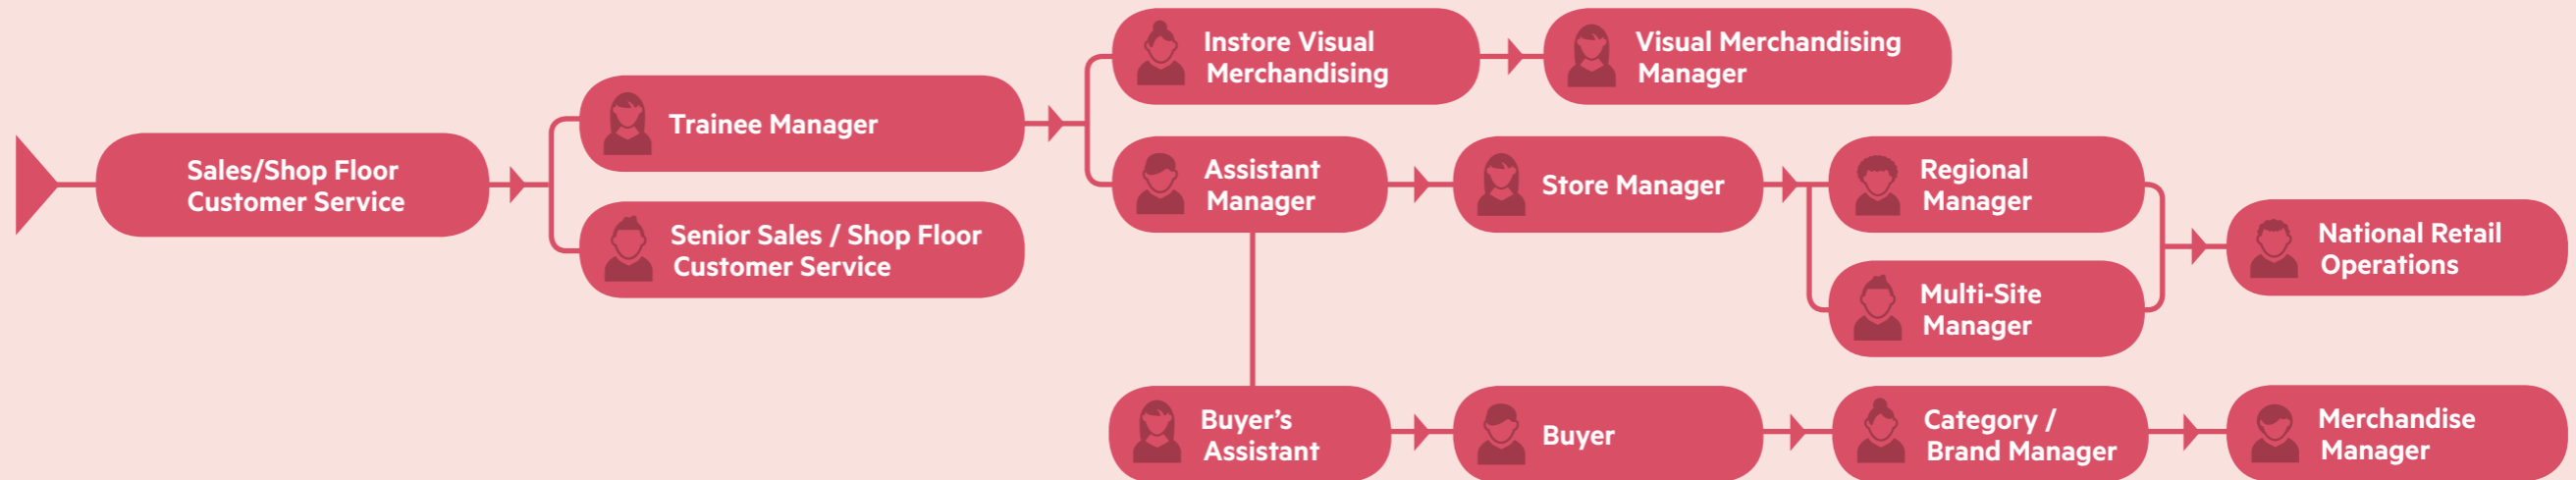 Sales/Shop Floor
Customer Service
Trainee Manager
Senior Sales / Shop Floor
Customer Service
Instore Visual
Merchandising
Visual Merchandising
Manager
Assistant
Manager
Store Manager
Regional
Manager
Multi-Site
Manager
National Retail
Operations
Buyer’s
Assistant
Buyer
Category /
Brand Manager
Merchandise
Manager